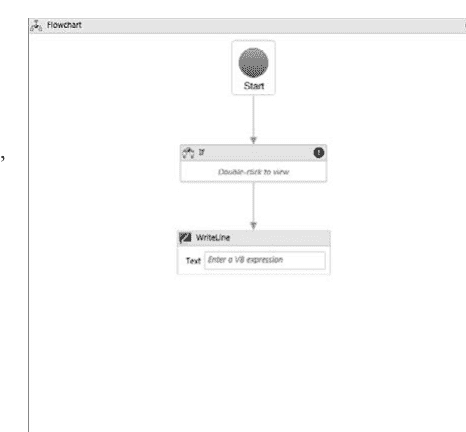 Flowchart
Start
,
If
Double-click to view
WriteLine
Text Enter a VB expression